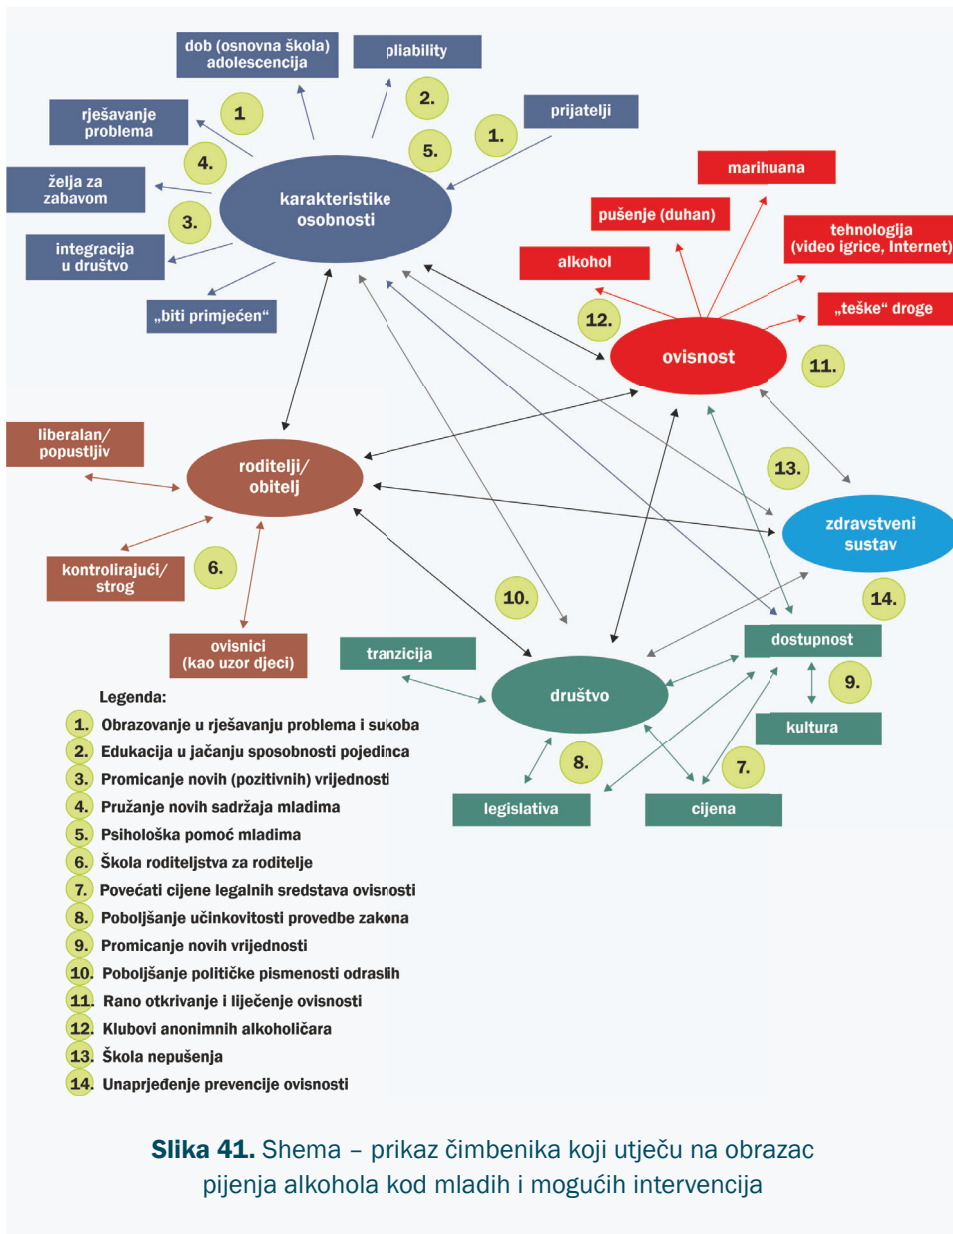 dob (osnovna škola)
adolescencija
pliability
rješavanje
problema
1
2.
prijatelji
1.
5.
4.
želja za
zabavom
karakteristike
osobnosti
3.
integracija
u društvo
„biti primjećen“
marihuana
pušenje (duhan)
tehnologija
(video igrice, Internet)
alkohol
„teške“ droge
12.
ovisnost
11.
liberalan/
popustljiv
roditelji/
obitelj
13.
zdravstveni
sustav
kontrolirajući/
strog
6.
10.
14.
ovisnici
(kao uzor djeci)
tranzicija
dostupnost
društvo
9.
kultura
8.
7.
legislativa
cijena
Legenda:
1. Obrazovanje u rješavanju problema i sukoba
2. Edukacija u jačanju sposobnosti pojedinca
3. Promicanje novih (pozitivnih) vrijednosti
4. Pružanje novih sadržaja mladima
5. Psihološka pomoć mladima
6. Škola roditeljstva za roditelje
7. Povećati cijene legalnih sredstava ovisnosti
8. Poboljšanje učinkovitosti provedbe zakona
9. Promicanje novih vrijednosti
10. Poboljšanje političke pismenosti odraslih
11. Rano otkrivanje i liječenje ovisnosti
12. Klubovi anonimnih alkoholičara
13. Škola nepušenja
14. Unaprjeđenje prevencije ovisnosti
Slika 41. Shema – prikaz čimbenika koji utječu na obrazac
pijenja alkohola kod mladih i mogućih intervencija